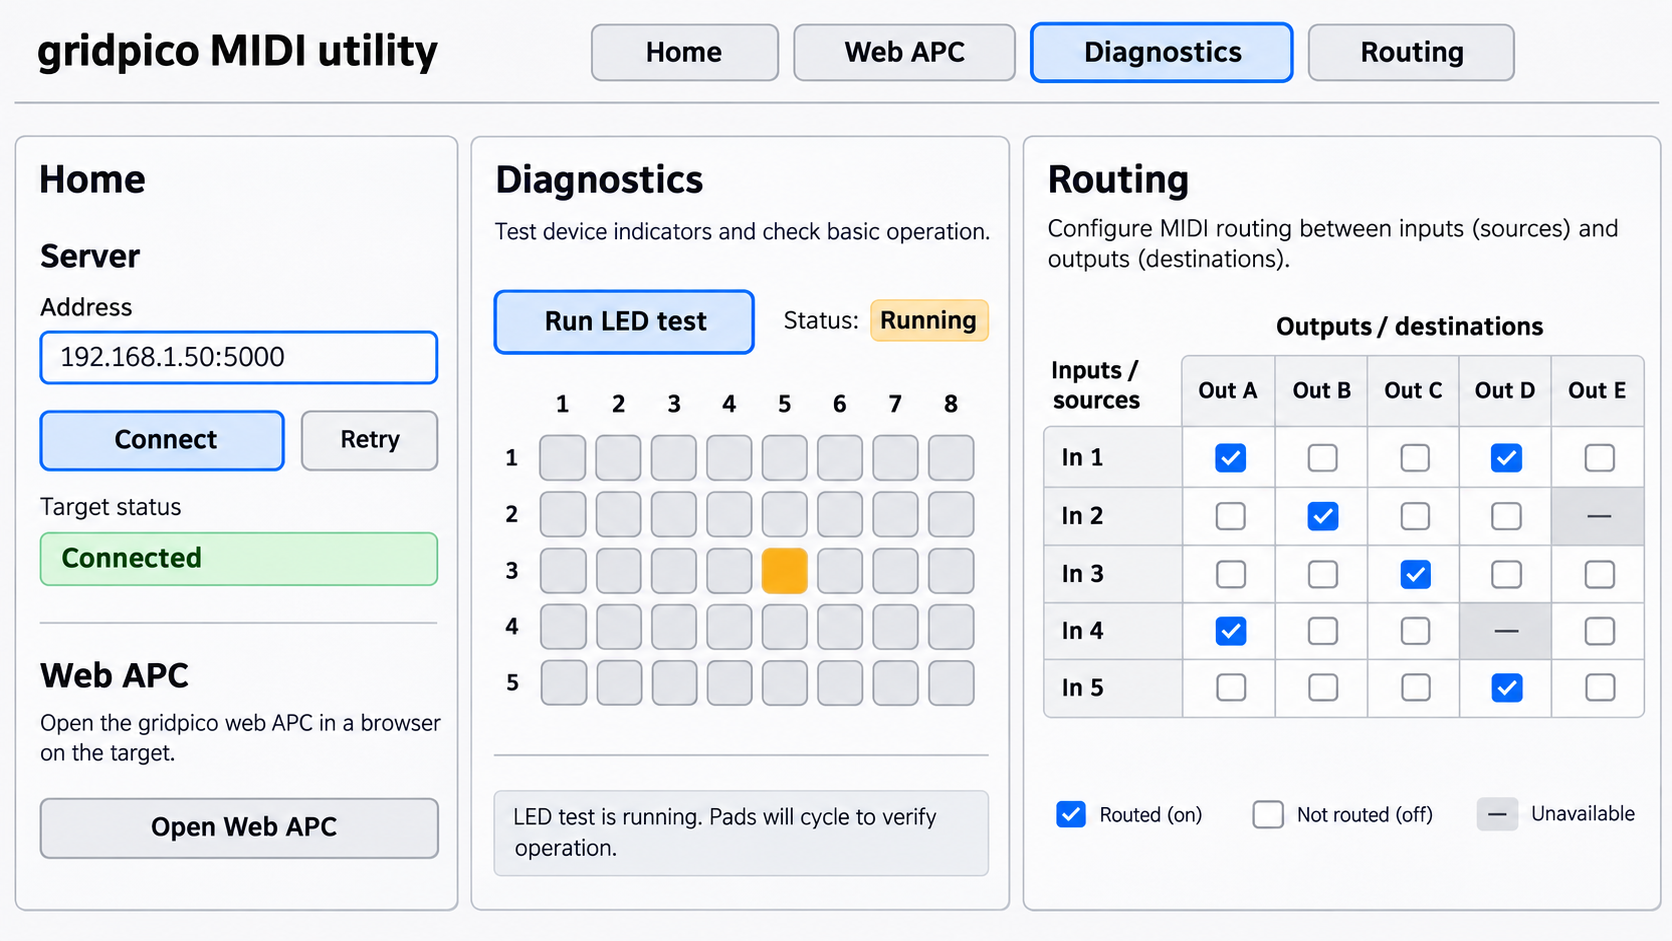 gridpico MIDI utility
Home
Web APC
Diagnostics
Routing
Home
Server
Address
192.168.1.50:5000
Connect
Retry
Target status
Connected
Web APC
Open the gridpico web APC in a browser
on the target.
Open Web APC
Diagnostics
Test device indicators and check basic operation.
Run LED test
Status: Running
1 2 3 4 5 6 7 8
1
2
3
4
5
LED test is running. Pads will cycle to verify
operation.
Routing
Configure MIDI routing between inputs (sources) and
outputs (destinations).
Outputs / destinations
Inputs /
sources
Out A Out B Out C Out D Out E
In 1
In 2 —
In 3
In 4 —
In 5
Routed (on)
Not routed (off)
— Unavailable